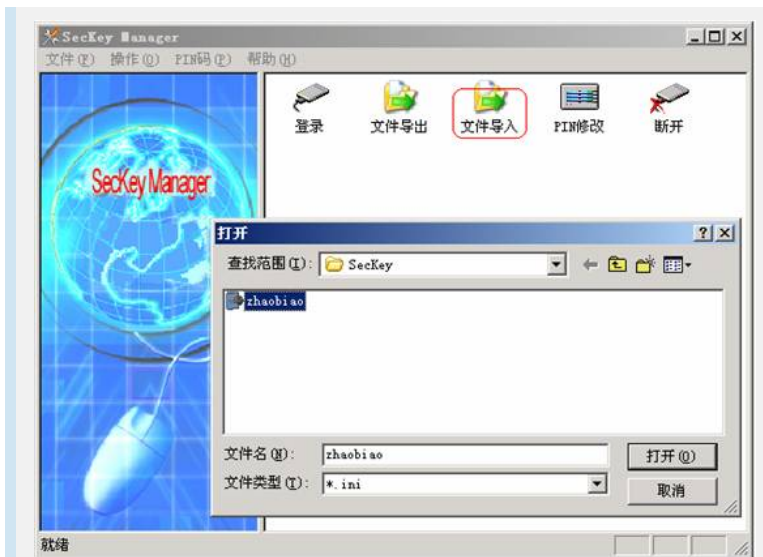 SecKey Manager
文件(F) 操作(O) PIN码(P) 帮助(H)
登录 文件导出 文件导入 PIN修改 断开
SecKey Manager
打开
查找范围(I): SecKey
zhaobiao
文件名(N): zhaobiao 打开(O)
文件类型(T): *.ini 取消
就绪